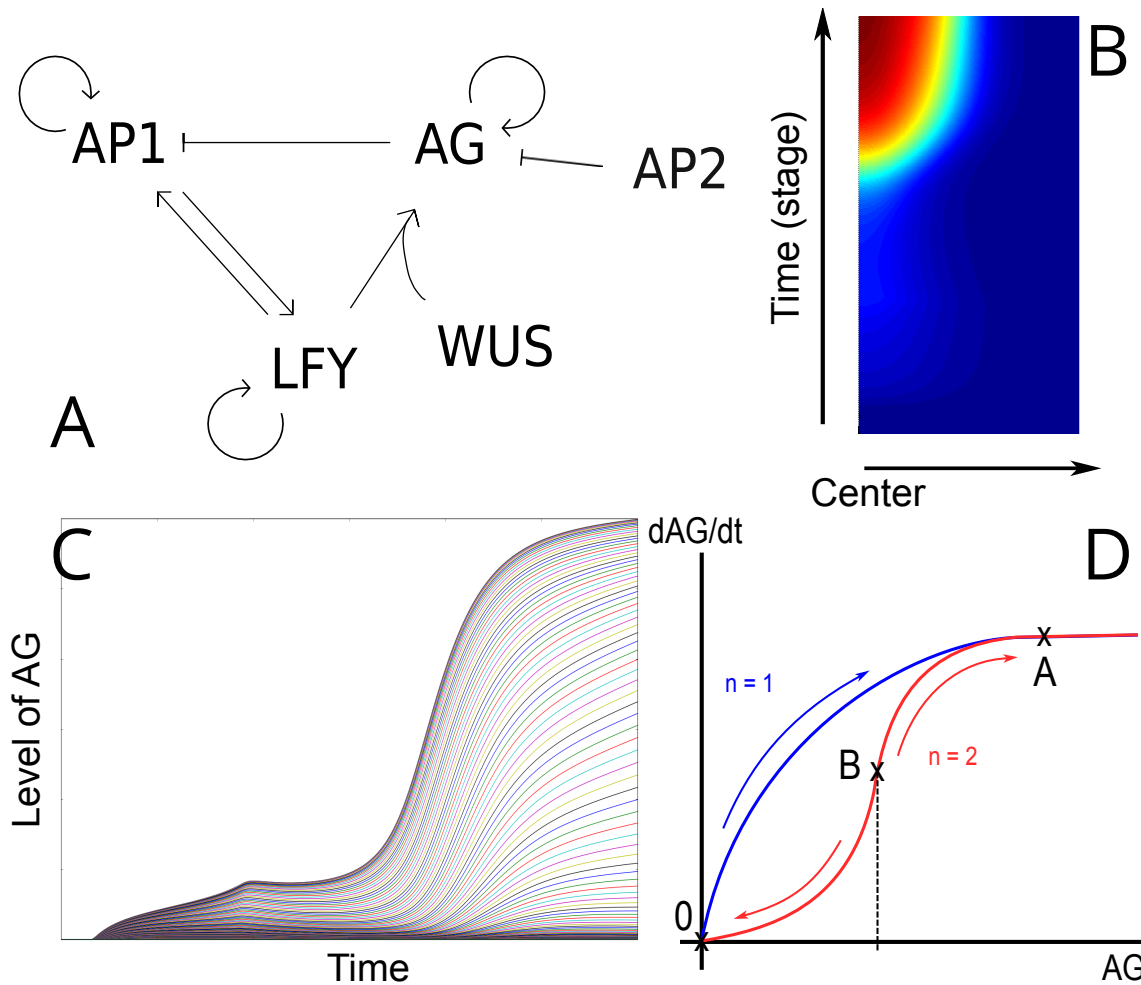 AP1
AG
AP2
LFY
WUS
A
B
Time (stage)
Center
C
Level of AG
Time
D
dAG/dt
n = 1
n = 2
A
B
0
x
x
x
AG